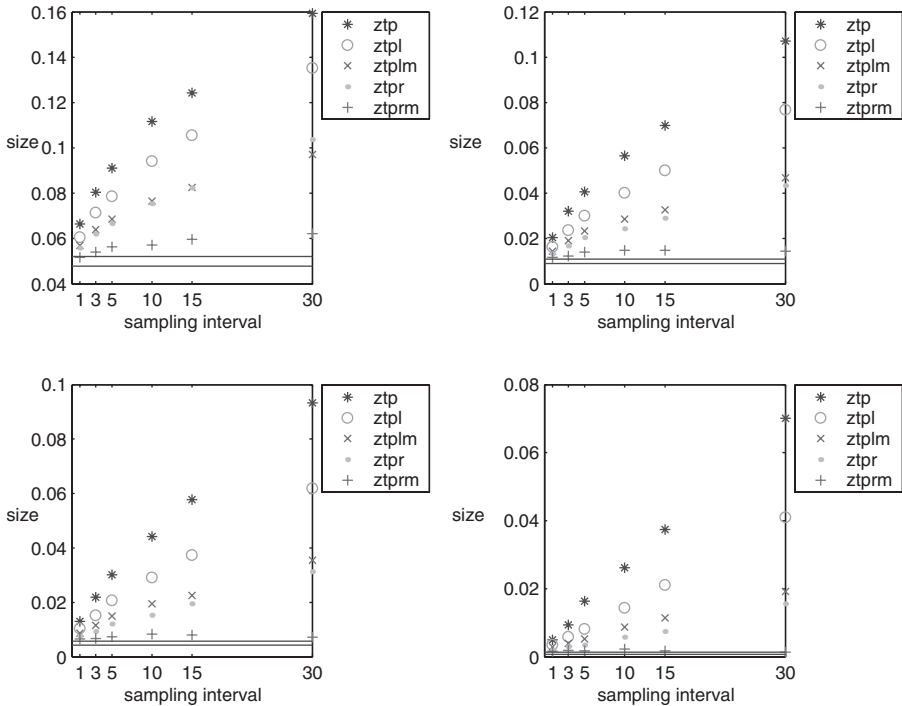 0.16
0.14
0.12
0.1
size
0.08
0.06
0.04
1 3 5 10 15 30
sampling interval
ztp
ztpl
ztplm
ztpr
ztprm
0.12
0.1
0.08
size
0.06
0.04
0.02
0
1 3 5 10 15 30
sampling interval
ztp
ztpl
ztplm
ztpr
ztprm
0.1
0.08
0.06
size
0.04
0.02
0
1 3 5 10 15 30
sampling interval
ztp
ztpl
ztplm
ztpr
ztprm
0.08
0.06
size
0.04
0.02
0
1 3 5 10 15 30
sampling interval
ztp
ztpl
ztplm
ztpr
ztprm